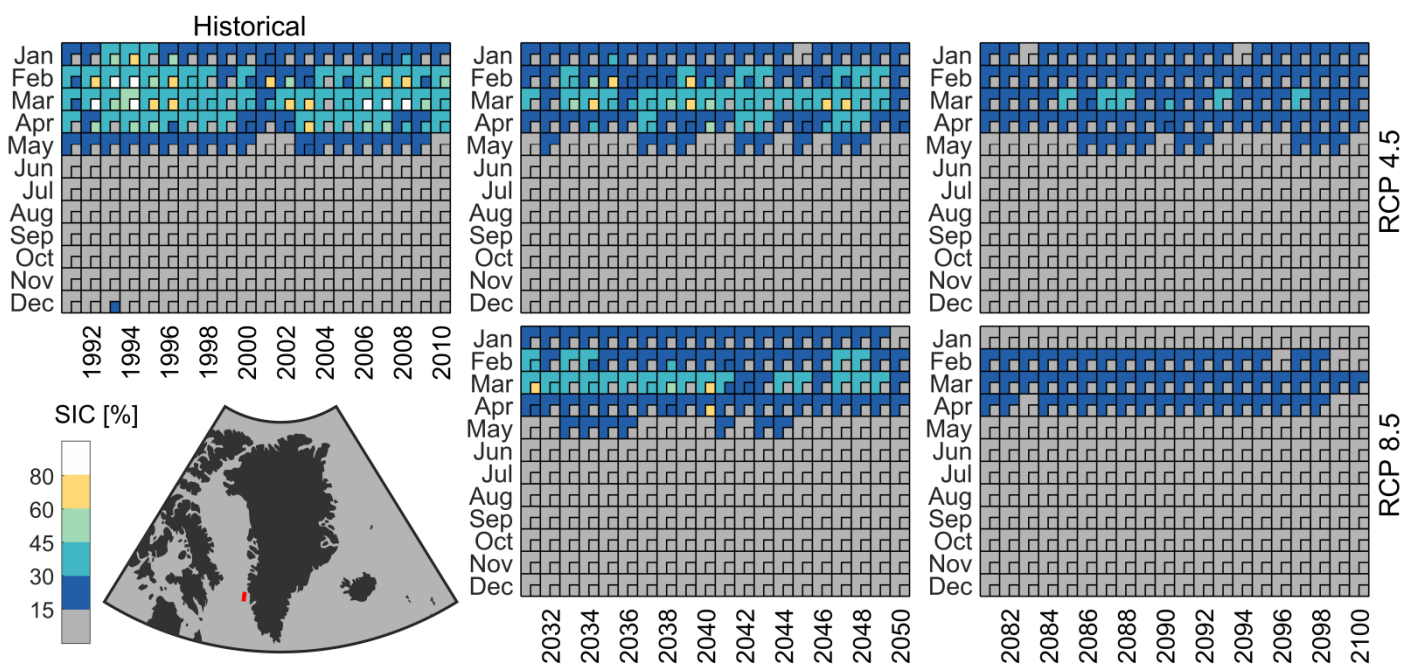 Historical
Jan
Feb
Mar
Apr
May
Jun
Jul
Aug
Sep
Oct
Nov
Dec
1992
1994
1996
1998
2000
2002
2004
2006
2008
2010
Jan
Feb
Mar
Apr
May
Jun
Jul
Aug
Sep
Oct
Nov
Dec
Jan
Feb
Mar
Apr
May
Jun
Jul
Aug
Sep
Oct
Nov
Dec
RCP 4.5
SIC [%]
80
60
45
30
15
Jan
Feb
Mar
Apr
May
Jun
Jul
Aug
Sep
Oct
Nov
Dec
2032
2034
2036
2038
2040
2042
2044
2046
2048
2050
Jan
Feb
Mar
Apr
May
Jun
Jul
Aug
Sep
Oct
Nov
Dec
2082
2084
2086
2088
2090
2092
2094
2096
2098
2100
RCP 8.5